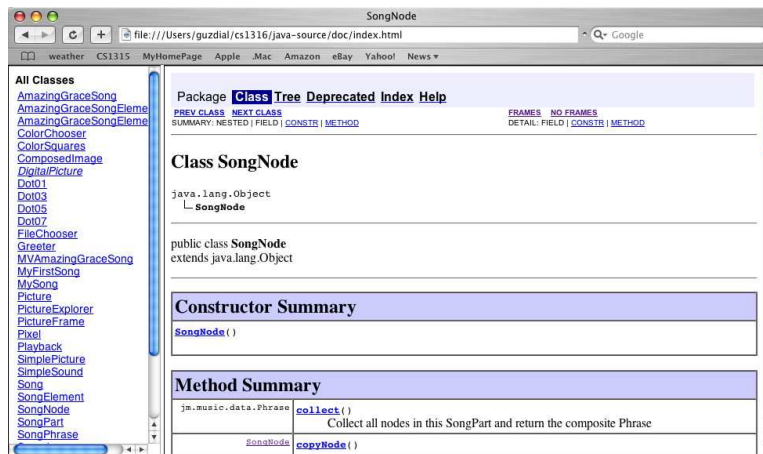 SongNode
file:///Users/guzdial/cs1316/java-source/doc/index.html
Google
weather CS1315 MyHomePage Apple .Mac Amazon eBay Yahoo! News ▾
All Classes
AmazingGraceSong
AmazingGraceSongEleme
AmazingGraceSongEleme
ColorChooser
ColorSquares
ComposedImage
DigitalPicture
Dot01
Dot03
Dot05
Dot07
FileChooser
Greeter
MVAmazingGraceSong
MyFirstSong
MySong
Picture
PictureExplorer
PictureFrame
Pixel
Playback
SimplePicture
SimpleSound
Song
SongElement
SongNode
SongPart
SongPhrase
Package Class Tree Deprecated Index Help
PREV CLASS NEXT CLASS
FRAMES NO FRAMES
SUMMARY: NESTED | FIELD | CONSTR | METHOD
DETAIL: FIELD | CONSTR | METHOD
Class SongNode
java.lang.Object
SongNode
public class SongNode
extends java.lang.Object
Constructor Summary
SongNode()
Method Summary
jm.music.data.Phrase collect()
Collect all nodes in this SongPart and return the composite Phrase
SongNode copyNode()